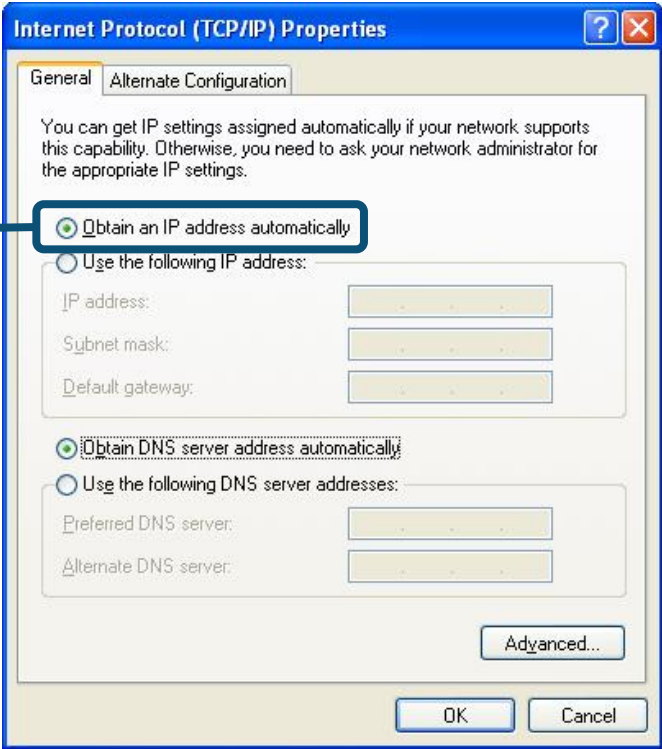 Internet Protocol (TCP/IP) Properties
General
Alternate Configuration
You can get IP settings assigned automatically if your network supports
this capability. Otherwise, you need to ask your network administrator for
the appropriate IP settings.
Obtain an IP address automatically
Use the following IP address:
IP address:
Subnet mask:
Default gateway:
Obtain DNS server address automatically
Use the following DNS server addresses:
Preferred DNS server:
Alternate DNS server:
Advanced...
OK
Cancel